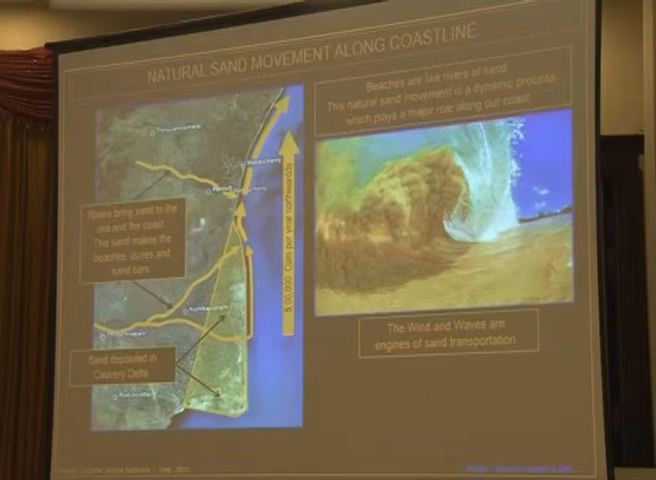 NATURAL SAND MOVEMENT ALONG COASTLINE
Beaches are like rivers of sand
This natural sand movement is a dynamic process
which plays a major role along our coast.
Rivers bring sand to the
sea and the coast.
This sand makes the
beaches, dunes and
sand bars.
Sand deposited in
Cauvery Delta.
Cum per year northwards
The Wind and Waves are
engines of sand transportation